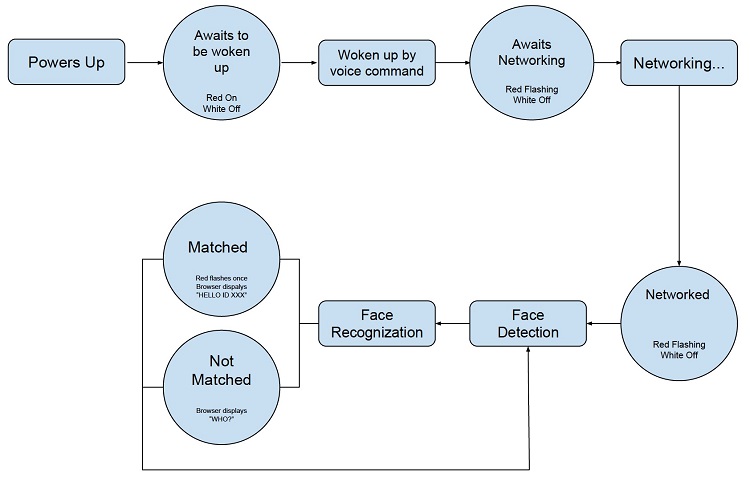 Powers Up
Awaits to
be woken
up
Red On
White Off
Woken up by
voice command
Awaits
Networking
Red Flashing
White Off
Networking...
Networked
Red Flashing
White Off
Face
Detection
Face
Recognization
Matched
Red flashes once
Browser dispalys
"HELLO ID XXX"
Not
Matched
Browser displays
"WHO?"